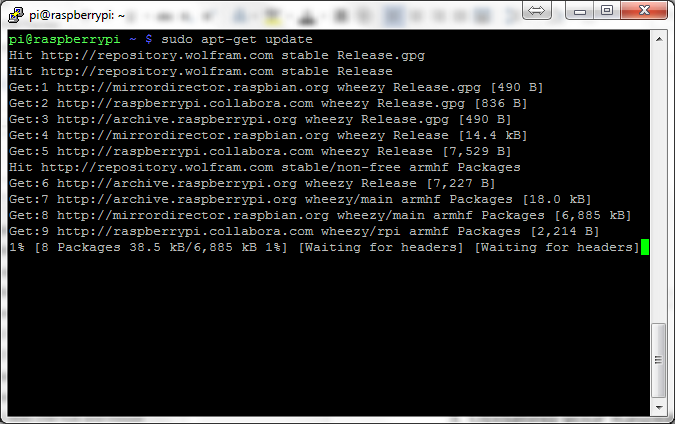 pi@raspberrypi: ~
pi@raspberrypi ~ $ sudo apt-get update
Hit http://repository.wolfram.com stable Release.gpg
Hit http://repository.wolfram.com stable Release
Get:1 http://mirrordirector.raspbian.org wheezy Release.gpg [490 B]
Get:2 http://raspberrypi.collabora.com wheezy Release.gpg [836 B]
Get:3 http://archive.raspberrypi.org wheezy Release.gpg [490 B]
Get:4 http://mirrordirector.raspbian.org wheezy Release [14.4 kB]
Get:5 http://raspberrypi.collabora.com wheezy Release [7,529 B]
Hit http://repository.wolfram.com stable/non-free armhf Packages
Get:6 http://archive.raspberrypi.org wheezy Release [7,227 B]
Get:7 http://archive.raspberrypi.org wheezy/main armhf Packages [18.0 kB]
Get:8 http://mirrordirector.raspbian.org wheezy/main armhf Packages [6,885 kB]
Get:9 http://raspberrypi.collabora.com wheezy/rpi armhf Packages [2,214 B]
1% [8 Packages 38.5 kB/6,885 kB 1%] [Waiting for headers] [Waiting for headers]